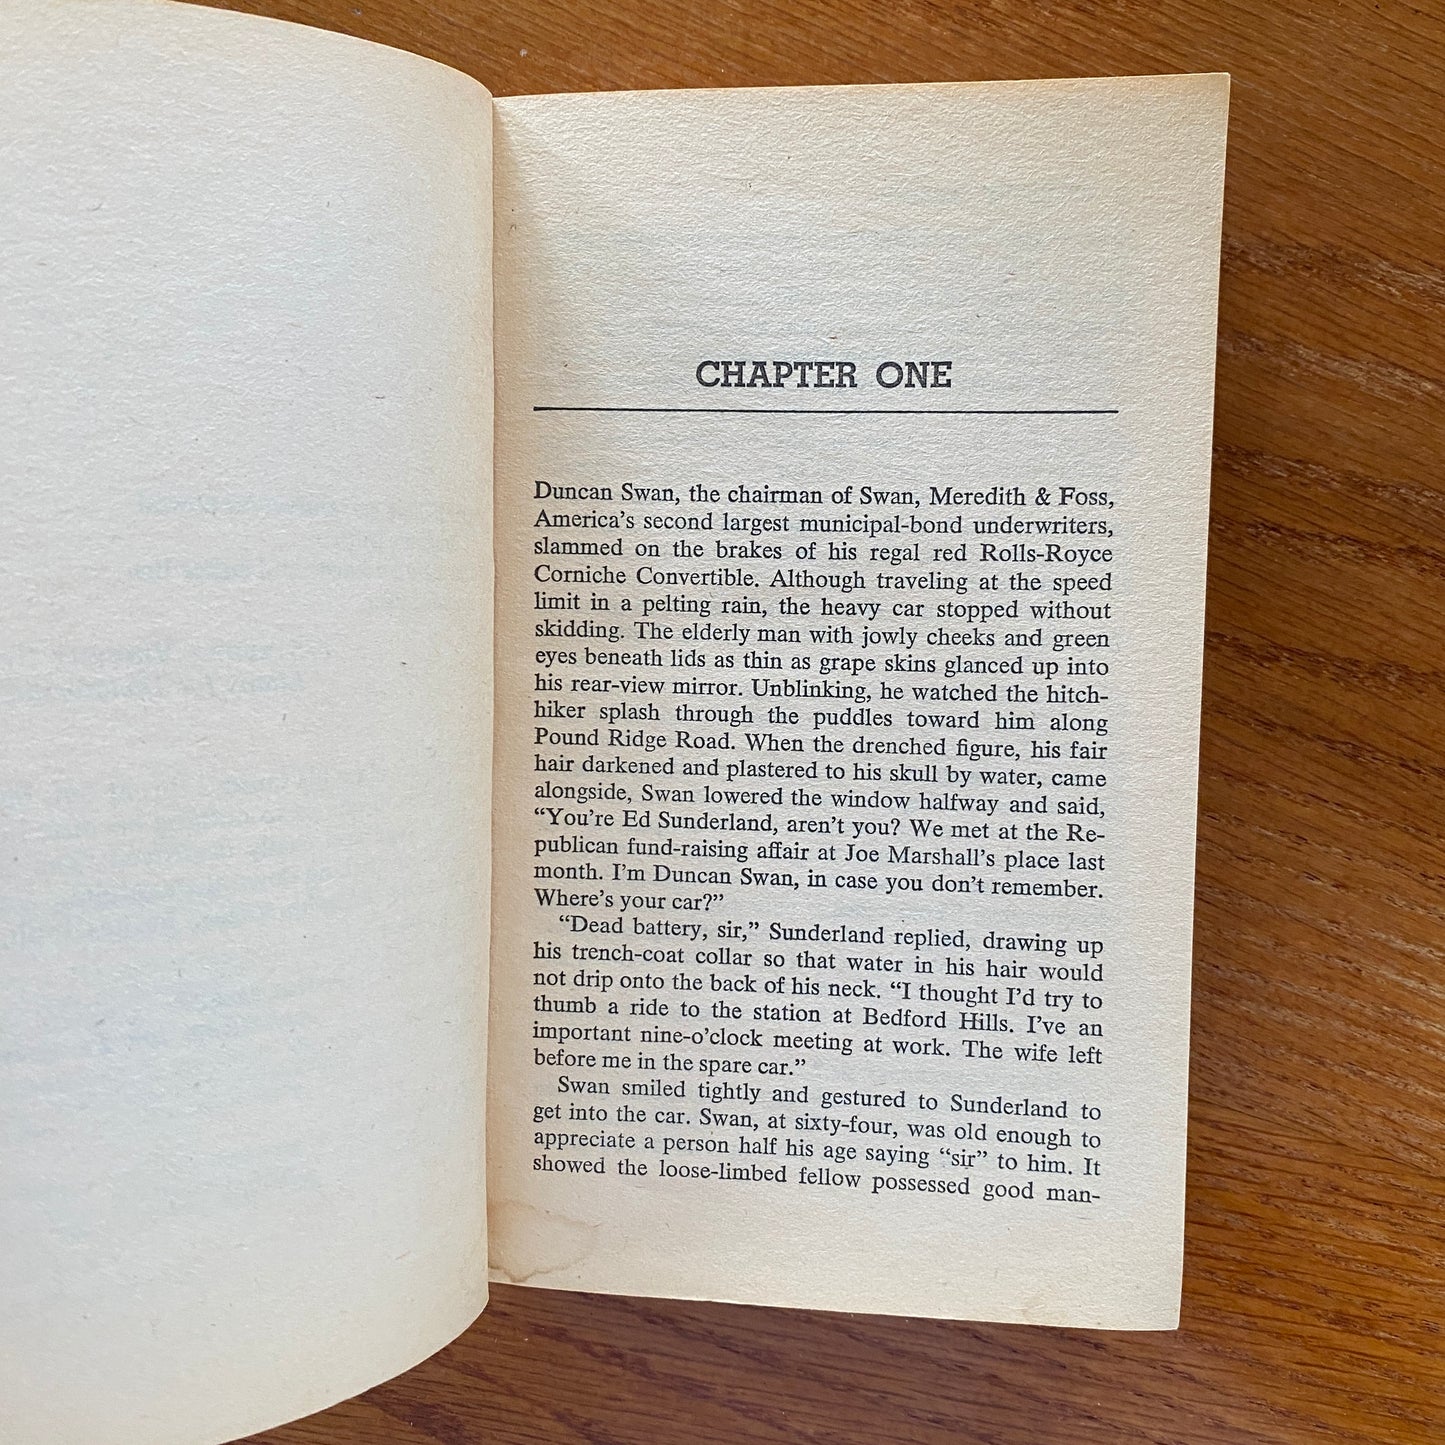 CHAPTER ONE
Duncan Swan, the chairman of Swan, Meredith & Foss,
America's second largest municipal-bond underwriters,
slammed on the brakes of his regal red Rolls-Royce
Corniche Convertible. Although traveling at the speed
limit in a pelting rain, the heavy car stopped without
skidding. The elderly man with jowly cheeks and green
eyes beneath lids as thin as grape skins glanced up into
his rear-view mirror. Unblinking, he watched the hitch-
hiker splash through the puddles toward him along
Pound Ridge Road. When the drenched figure, his fair
hair darkened and plastered to his skull by water, came
alongside, Swan lowered the window halfway and said,
“You're Ed Sunderland, aren't you? We met at the Re-
publican fund-raising affair at Joe Marshall's place last
month. I'm Duncan Swan, in case you don't remember.
Where's your car?”
“Dead battery, sir,” Sunderland replied, drawing up
his trench-coat collar so that water in his hair would
not drip onto the back of his neck. “I thought I'd try to
thumb a ride to the station at Bedford Hills. I've an
important nine-o'clock meeting at work. The wife left
before me in the spare car.”
Swan smiled tightly and gestured to Sunderland to
get into the car. Swan, at sixty-four, was old enough to
appreciate a person half his age saying “sir” to him. It
showed the loose-limbed fellow possessed good man-